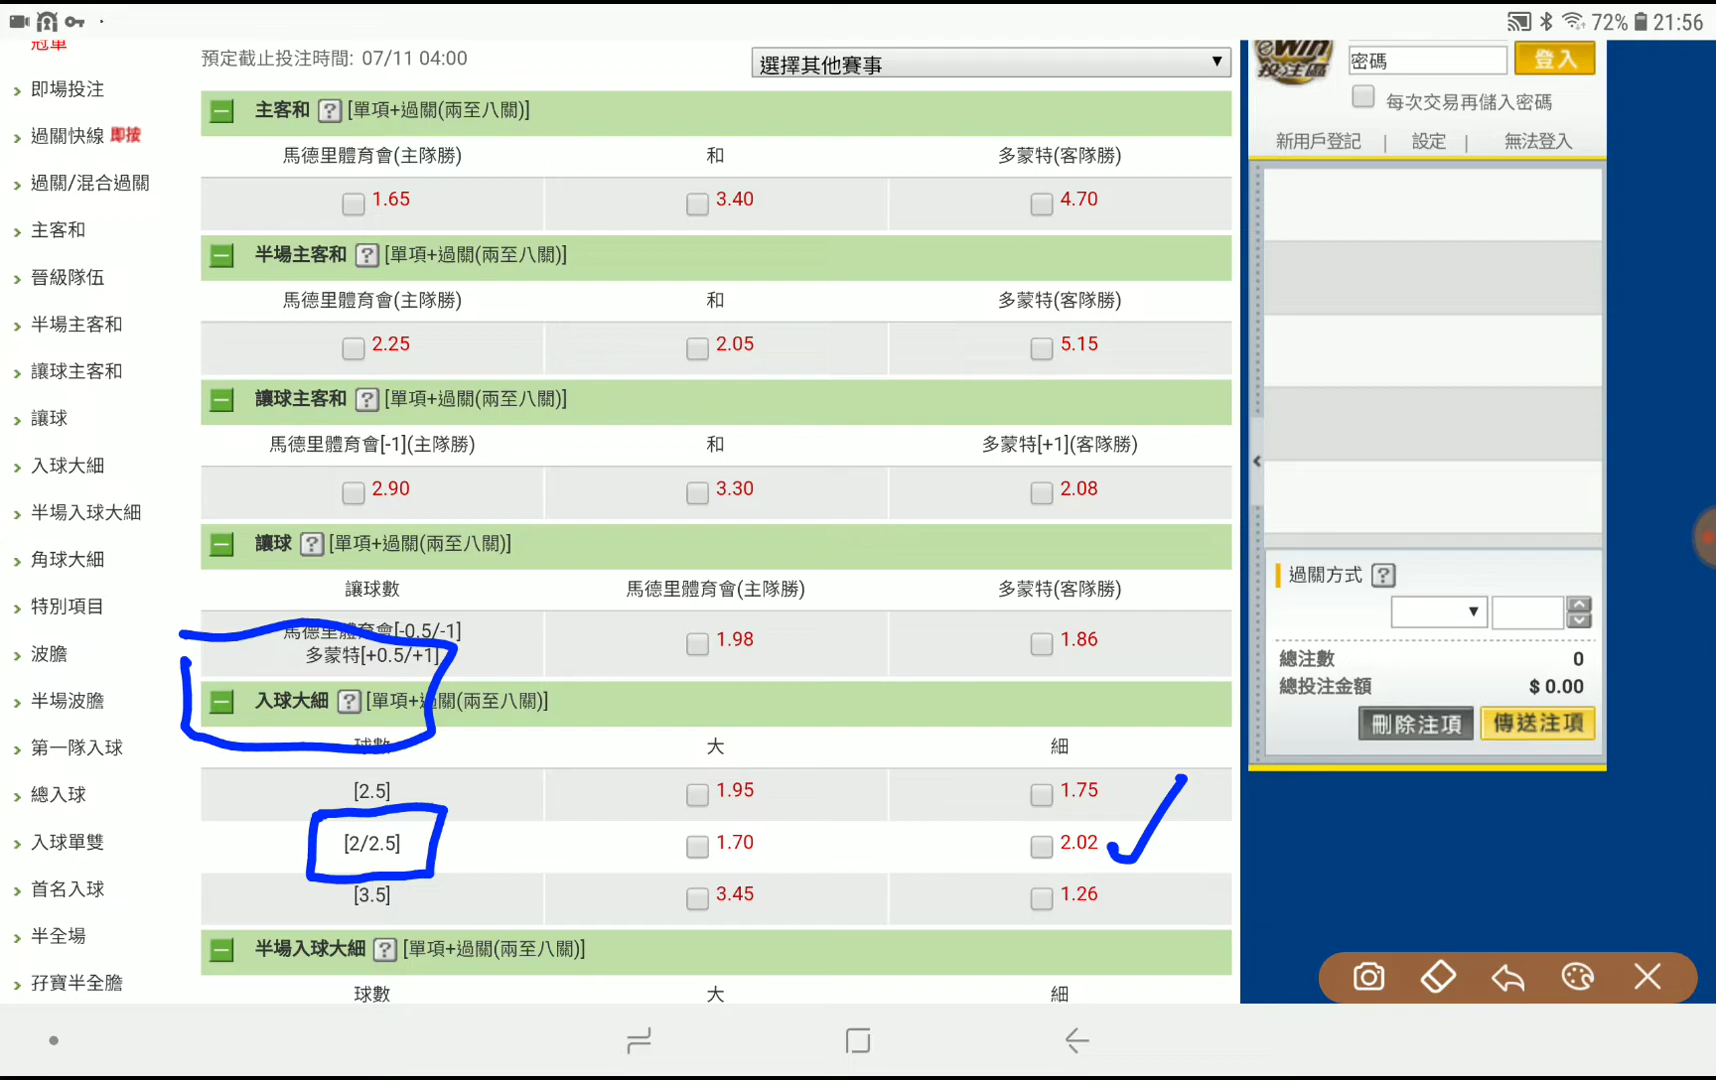 72% 21:56
冠軍
即場投注
過關快線 即按
過關/混合過關
主客和
晉級隊伍
半場主客和
讓球主客和
讓球
入球大細
半場入球大細
角球大細
特別項目
波膽
半場波膽
第一隊入球
總入球
入球單雙
首名入球
半全場
孖寶半全膽
預定截止投注時間: 07/11 04:00
選擇其他賽事
主客和 ? [單項+過關(兩至八關)]
馬德里體育會(主隊勝) 和 多蒙特(客隊勝)
1.65 3.40 4.70
半場主客和 ? [單項+過關(兩至八關)]
馬德里體育會(主隊勝) 和 多蒙特(客隊勝)
2.25 2.05 5.15
讓球主客和 ? [單項+過關(兩至八關)]
馬德里體育會[-1](主隊勝) 和 多蒙特[+1](客隊勝)
2.90 3.30 2.08
讓球 ? [單項+過關(兩至八關)]
讓球數 馬德里體育會(主隊勝) 多蒙特(客隊勝)
馬德里體育會[-0.5/-1]
多蒙特[+0.5/+1]
1.98 1.86
入球大細 ? [單項+過關(兩至八關)]
球數 大 細
[2.5] 1.95 1.75
[2/2.5] 1.70 2.02
[3.5] 3.45 1.26
半場入球大細 ? [單項+過關(兩至八關)]
球數 大 細
eWin
投注區
密碼
登入
每次交易再儲入密碼
新用戶登記 | 設定 | 無法登入
過關方式 ?
總注數 0
總投注金額 $ 0.00
刪除注項 傳送注項